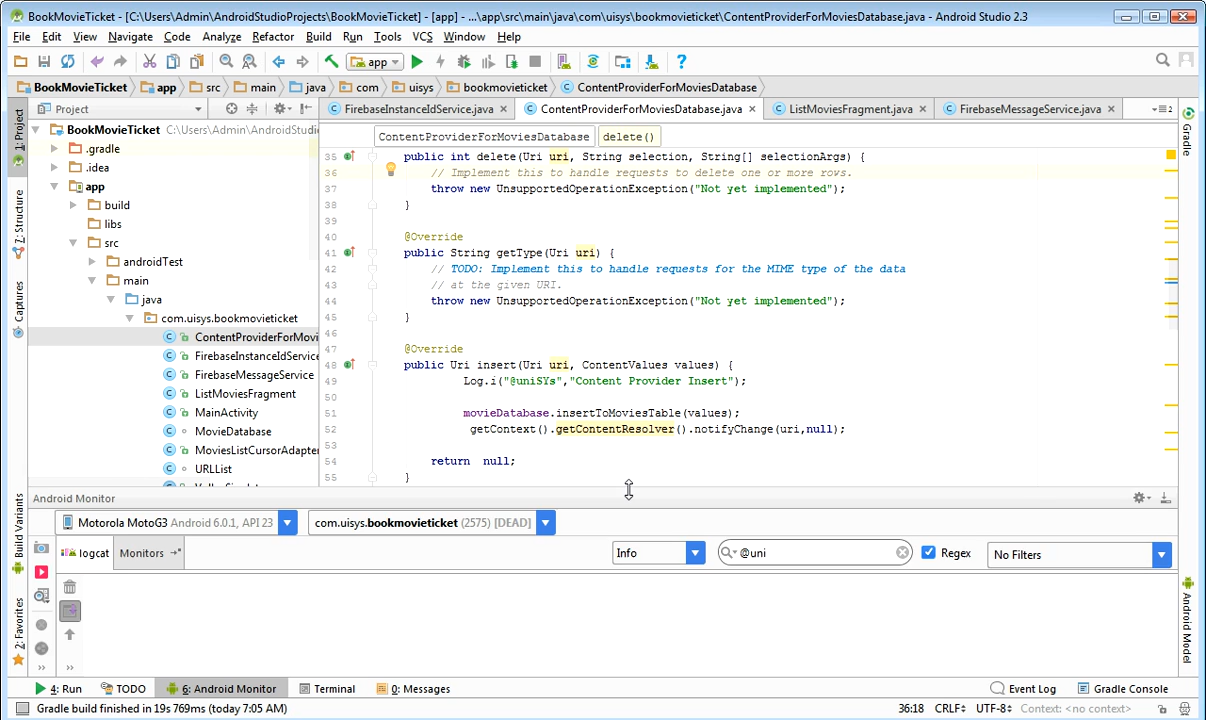 BookMovieTicket - [C:\Users\Admin\AndroidStudioProjects\BookMovieTicket] - [app] - ...\app\src\main\java\com\uisys\bookmovieticket\ContentProviderForMoviesDatabase.java - Android Studio 2.3
File Edit View Navigate Code Analyze Refactor Build Run Tools VCS Window Help
app
BookMovieTicket app src main java com uisys bookmovieticket ContentProviderForMoviesDatabase
Project FirebaseInstanceIdService.java ContentProviderForMoviesDatabase.java ListMoviesFragment.java FirebaseMessageService.java
ContentProviderForMoviesDatabase delete()
1: Project
Z: Structure
Captures
Build Variants
2: Favorites
Gradle
Android Model
BookMovieTicket C:\Users\Admin\AndroidStudi
.gradle
.idea
app
build
libs
src
androidTest
main
java
com.uisys.bookmovieticket
ContentProviderForMovi
FirebaseInstanceIdService
FirebaseMessageService
ListMoviesFragment
MainActivity
MovieDatabase
MoviesListCursorAdapter
URLList
35 public int delete(Uri uri, String selection, String[] selectionArgs) {
36 // Implement this to handle requests to delete one or more rows.
37 throw new UnsupportedOperationException("Not yet implemented");
38 }
39
40 @Override
41 public String getType(Uri uri) {
42 // TODO: Implement this to handle requests for the MIME type of the data
43 // at the given URI.
44 throw new UnsupportedOperationException("Not yet implemented");
45 }
46
47 @Override
48 public Uri insert(Uri uri, ContentValues values) {
49 Log.i("@uniSYs","Content Provider Insert");
50
51 movieDatabase.insertToMoviesTable(values);
52 getContext().getContentResolver().notifyChange(uri,null);
53
54 return null;
55 }
Android Monitor
Motorola MotoG3 Android 6.0.1, API 23 com.uisys.bookmovieticket (2575) [DEAD]
logcat Monitors Info @uni Regex No Filters
4: Run TODO 6: Android Monitor Terminal 0: Messages Event Log Gradle Console
Gradle build finished in 19s 769ms (today 7:05 AM) 36:18 CRLF UTF-8 Context: <no context>